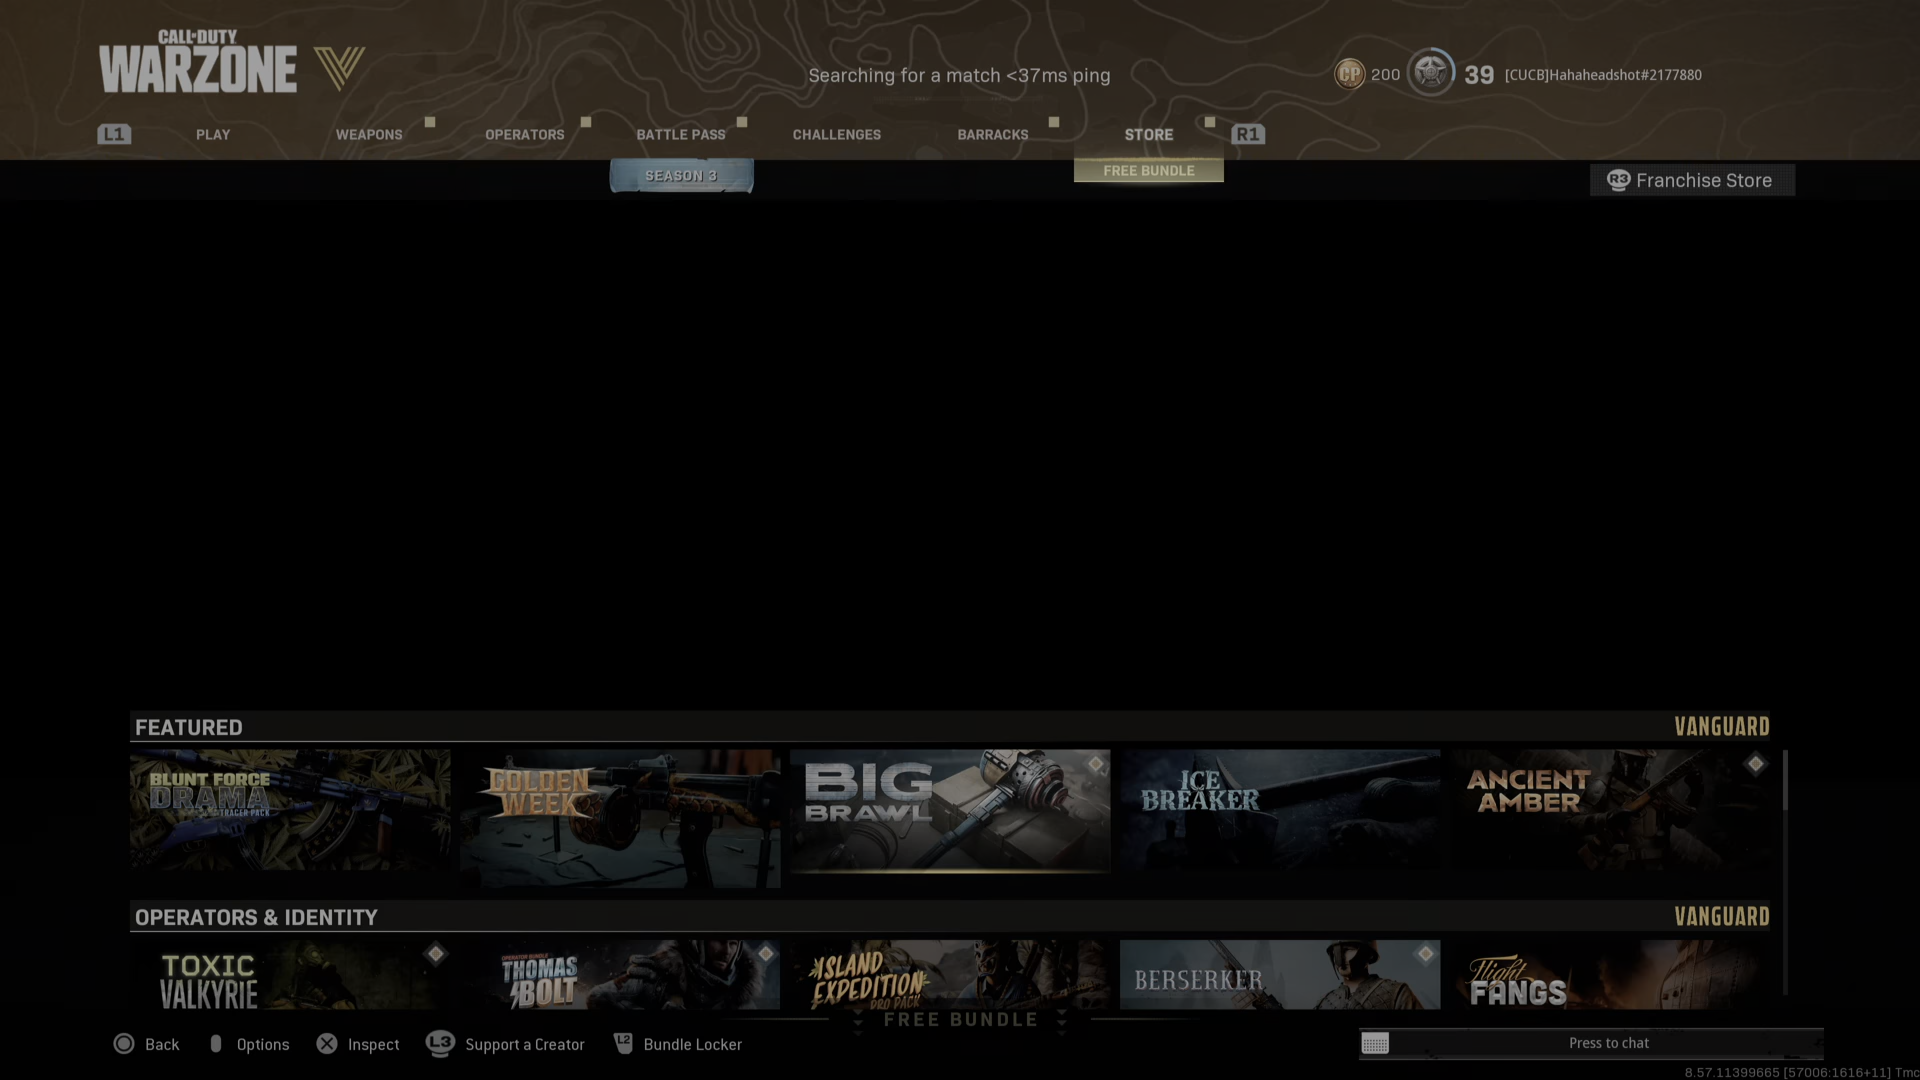 CALL OF DUTY
WARZONE
Searching for a match <37ms ping
CP 200
39 [CUCB]Hahaheadshot#2177880
L1 PLAY WEAPONS OPERATORS BATTLE PASS CHALLENGES BARRACKS STORE R1
SEASON 3
FREE BUNDLE
R3 Franchise Store
FEATURED VANGUARD
BLUNT FORCE
DRAMA
TRACER PACK
GOLDEN
WEEK
BIG
BRAWL
ICE
BREAKER
ANCIENT
AMBER
OPERATORS & IDENTITY VANGUARD
TOXIC
VALKYRIE
OPERATOR BUNDLE
THOMAS
BOLT
ISLAND
EXPEDITION
PRO PACK
BERSERKER
Flight
FANGS
FREE BUNDLE
Back Options Inspect L3 Support a Creator L2 Bundle Locker
Press to chat
8.57.11399665 [57006:1616+11] Tmc